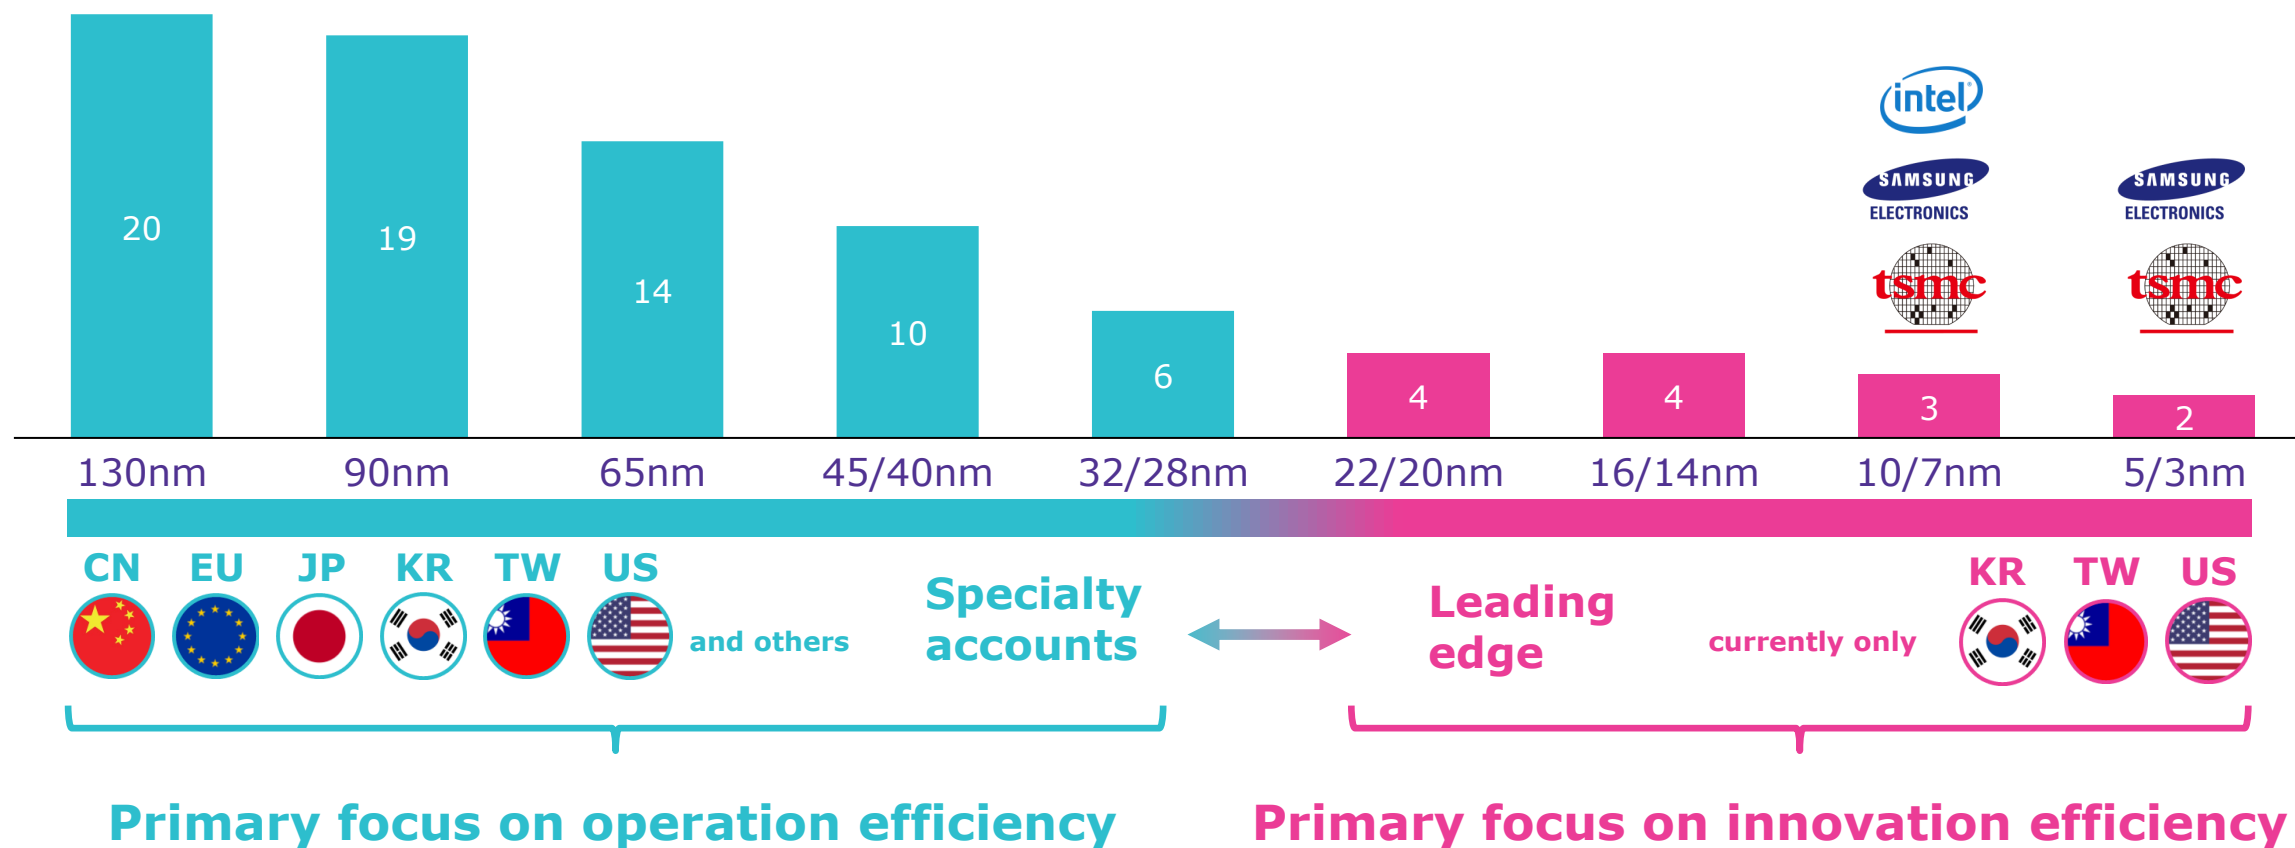 20
19
14
10
6
4
4
3
2
intel
SAMSUNG
ELECTRONICS
tsmc
SAMSUNG
ELECTRONICS
tsmc
130nm 90nm 65nm 45/40nm 32/28nm 22/20nm 16/14nm 10/7nm 5/3nm
CN EU JP KR TW US
and others
Specialty
accounts
Leading
edge
currently only
KR TW US
Primary focus on operation efficiency
Primary focus on innovation efficiency